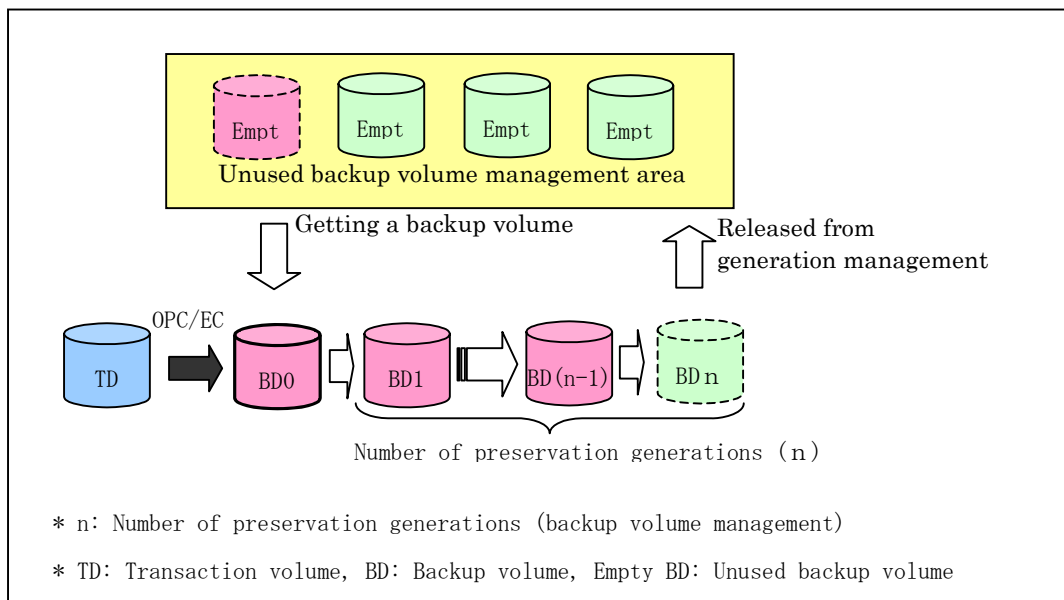 Empt Empt Empt Empt
Unused backup volume management area
Getting a backup volume
Released from
generation management
OPC/EC
TD BD0 BD1 BD(n-1) BDn
Number of preservation generations (n)
* n: Number of preservation generations (backup volume management)
* TD: Transaction volume, BD: Backup volume, Empty BD: Unused backup volume